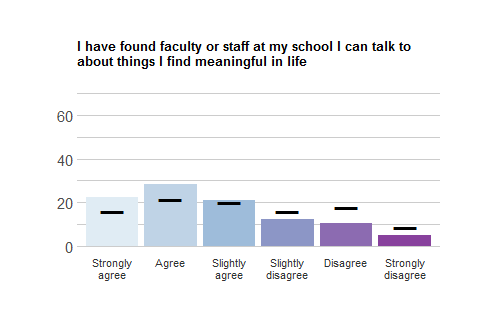 I have found faculty or staff at my school I can talk to
about things I find meaningful in life
60
40
20
0
Strongly
agree
Agree
Slightly
agree
Slightly
disagree
Disagree
Strongly
disagree